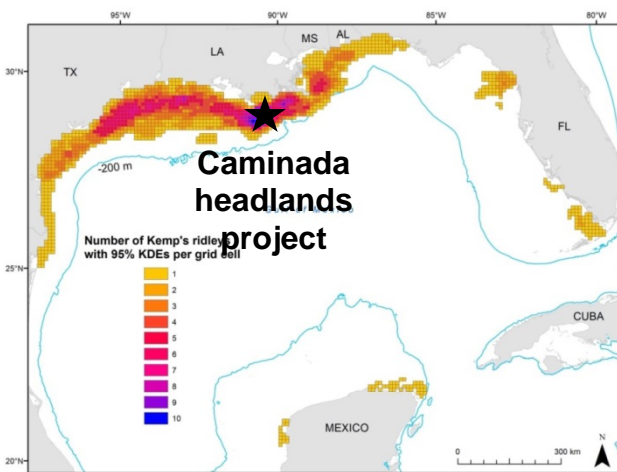 95°W 90°W 85°W 80°W
MS AL
LA
TX
30°N
FL
-200 m
Caminada
headlands
project
Number of Kemp's ridleys
with 95% KDEs per grid cell
1
2
3
4
5
6
7
8
9
10
25°N
CUBA
MEXICO
N
0 300 km
20°N